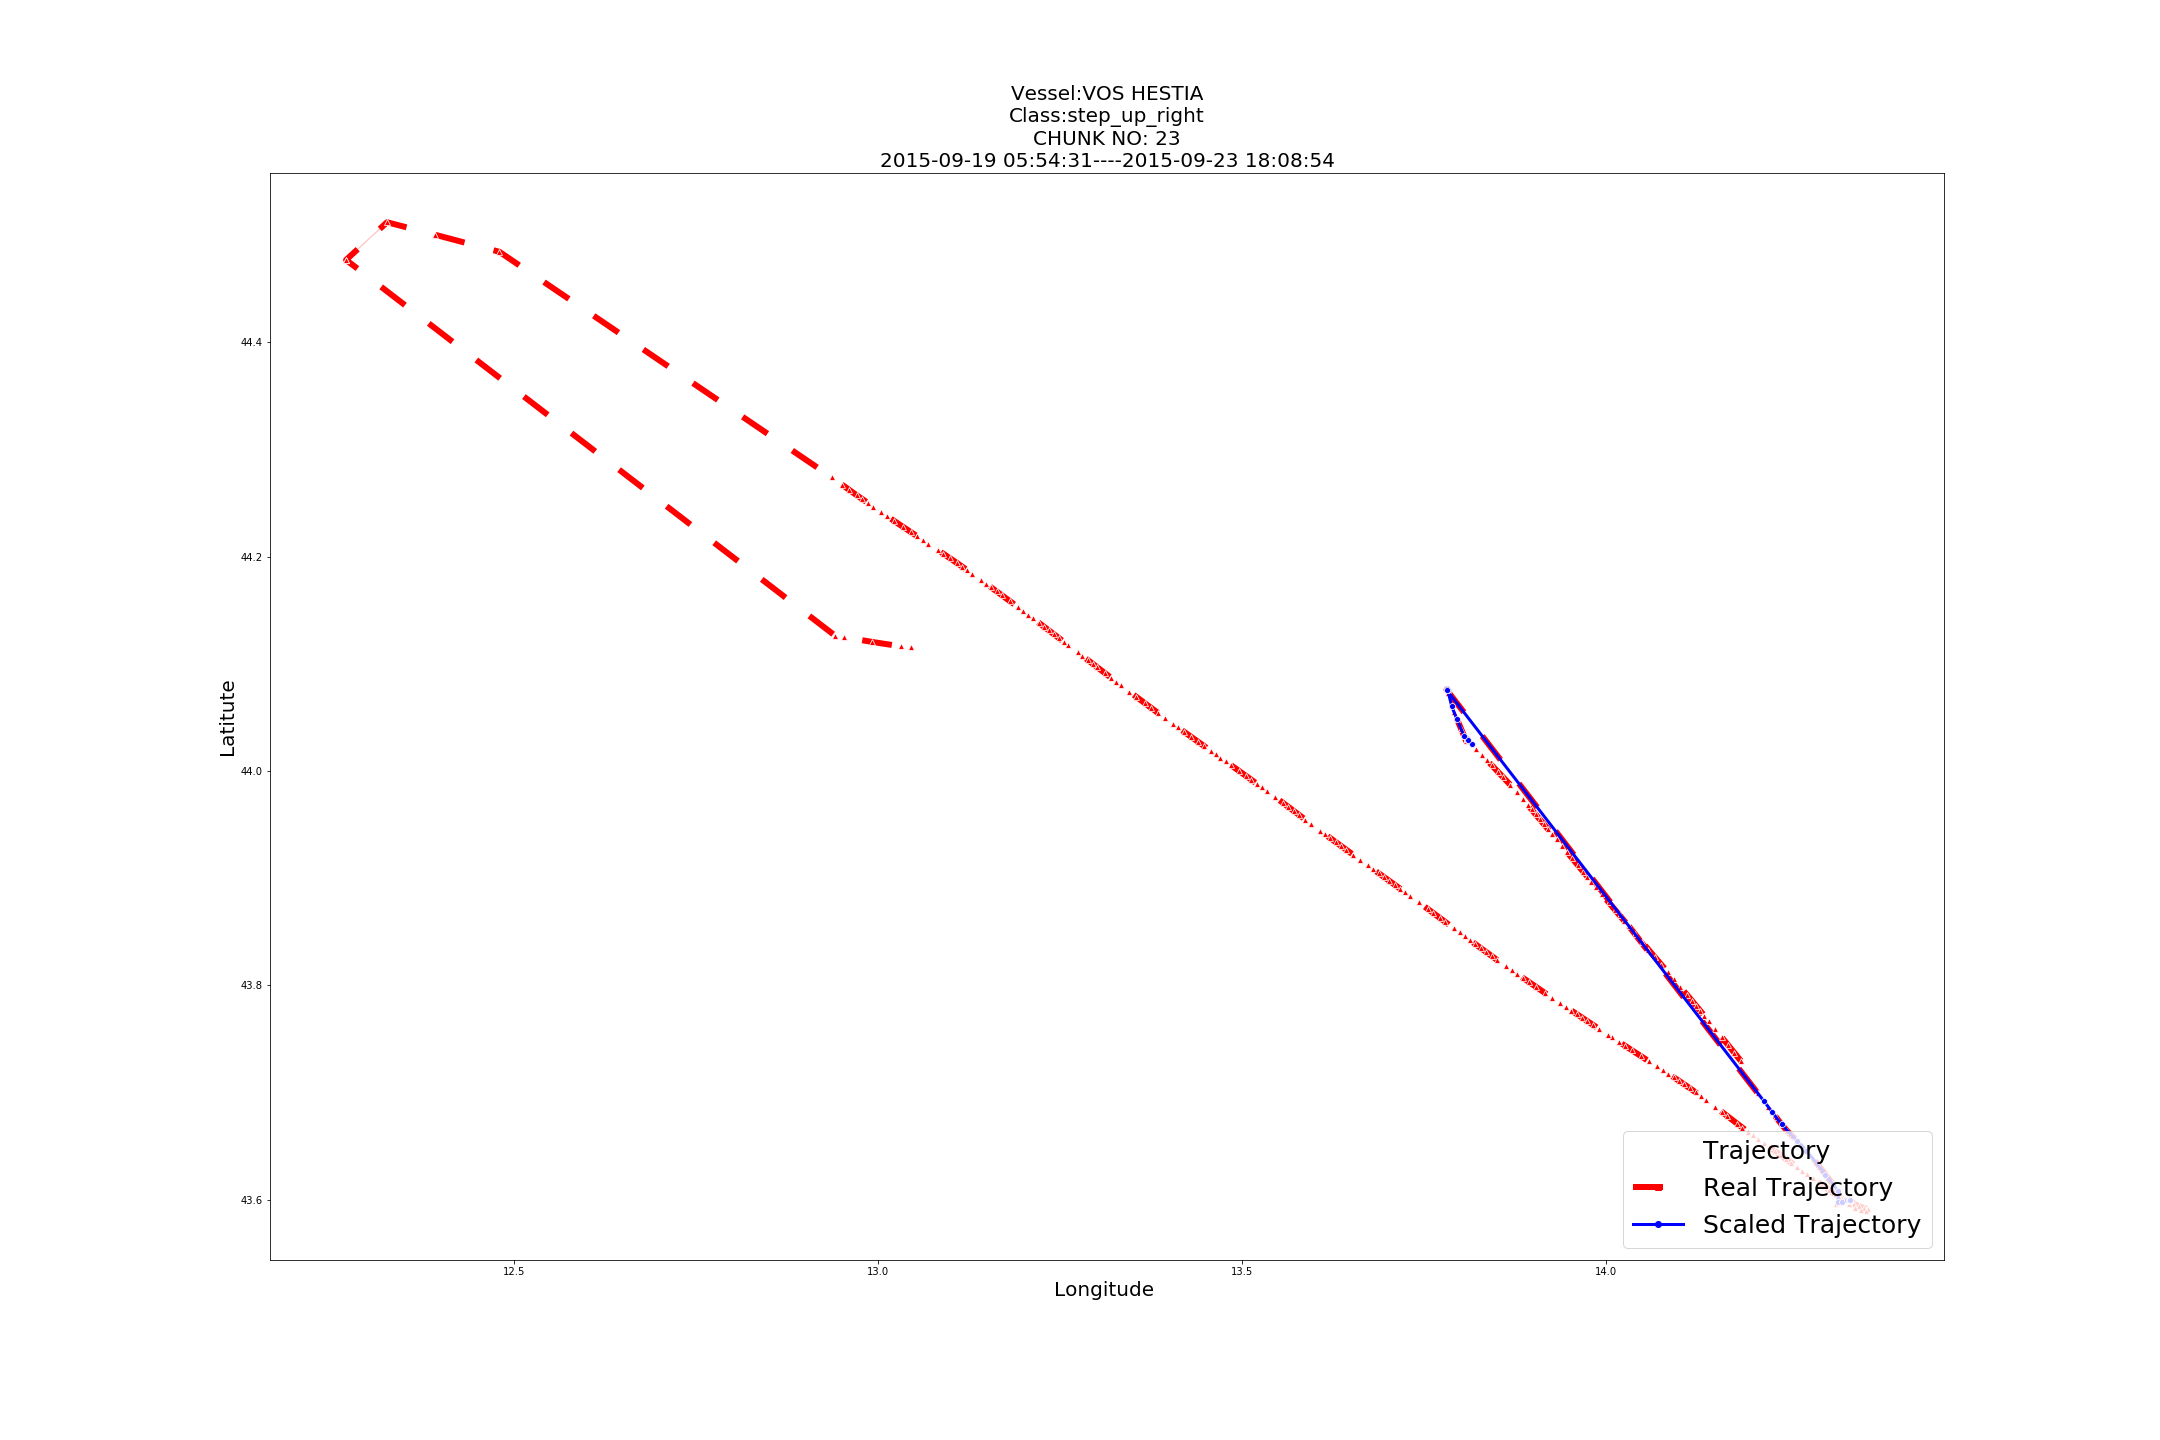 Vessel:VOS HESTIA
Class:step_up_right
CHUNK NO: 23
2015-09-19 05:54:31----2015-09-23 18:08:54
44.4
44.2
44.0
43.8
43.6
Latitute
12.5
13.0
13.5
14.0
Longitude
Trajectory
Real Trajectory
Scaled Trajectory